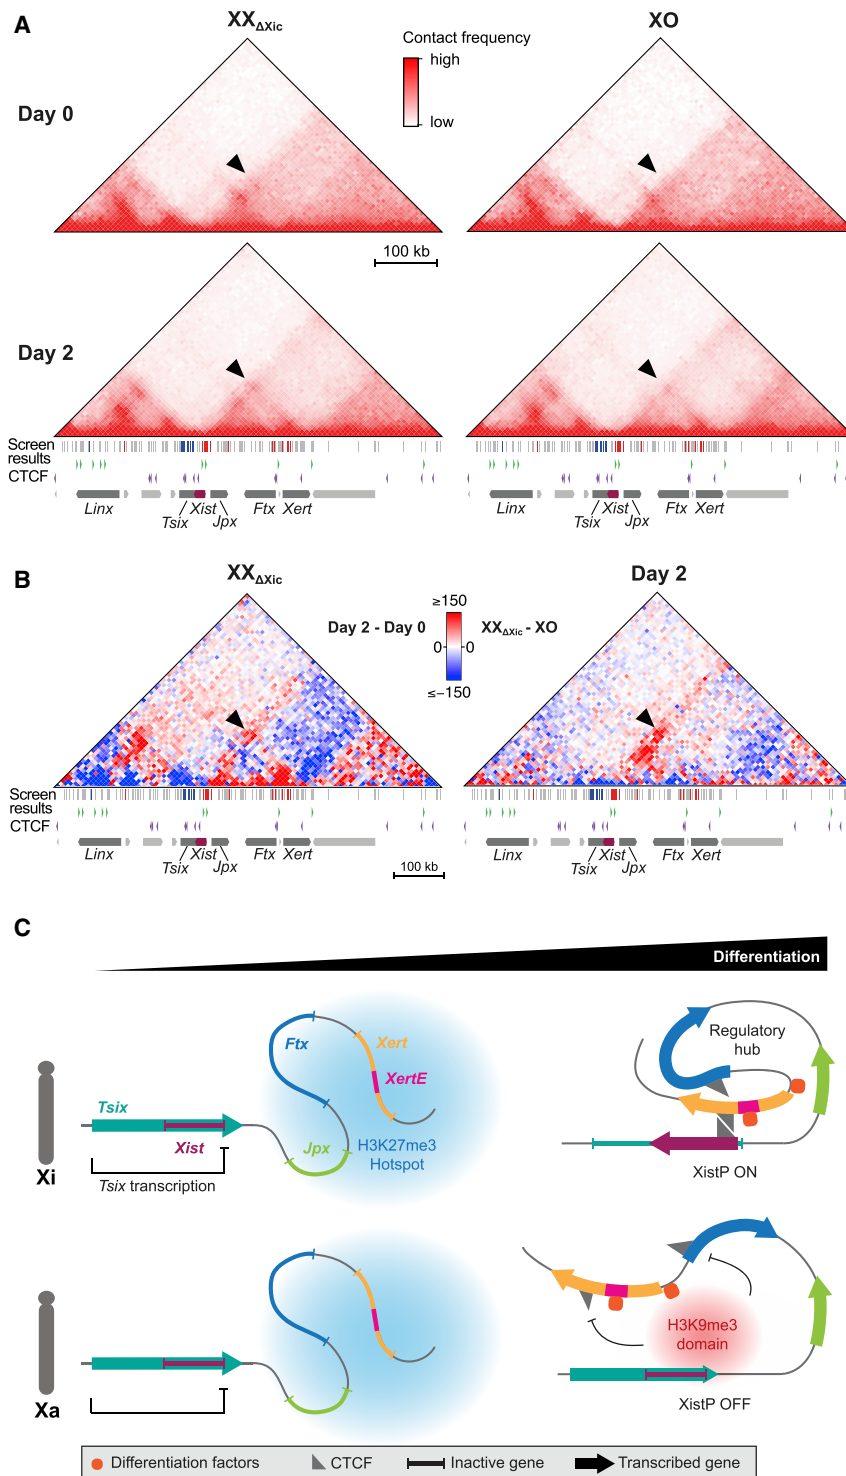 A
XXΔXic
XO
Contact frequency
high
low
Day 0
100 kb
Day 2
Screen
results
CTCF
Linx
Tsix
Xist
Jpx
Ftx
Xert
Linx
Tsix
Xist
Jpx
Ftx
Xert
B
XXΔXic
Day 2
≥150
Day 2 - Day 0
XXΔXic - XO
0
0
≤-150
Screen
results
CTCF
Linx
Tsix
Xist
Jpx
Ftx
Xert
100 kb
Linx
Tsix
Xist
Jpx
Ftx
Xert
C
Differentiation
Xi
Tsix
Xist
Tsix transcription
Ftx
Xert
XertE
Jpx
H3K27me3
Hotspot
Regulatory
hub
XistP ON
Xa
H3K9me3
domain
XistP OFF
Differentiation factors
CTCF
Inactive gene
Transcribed gene